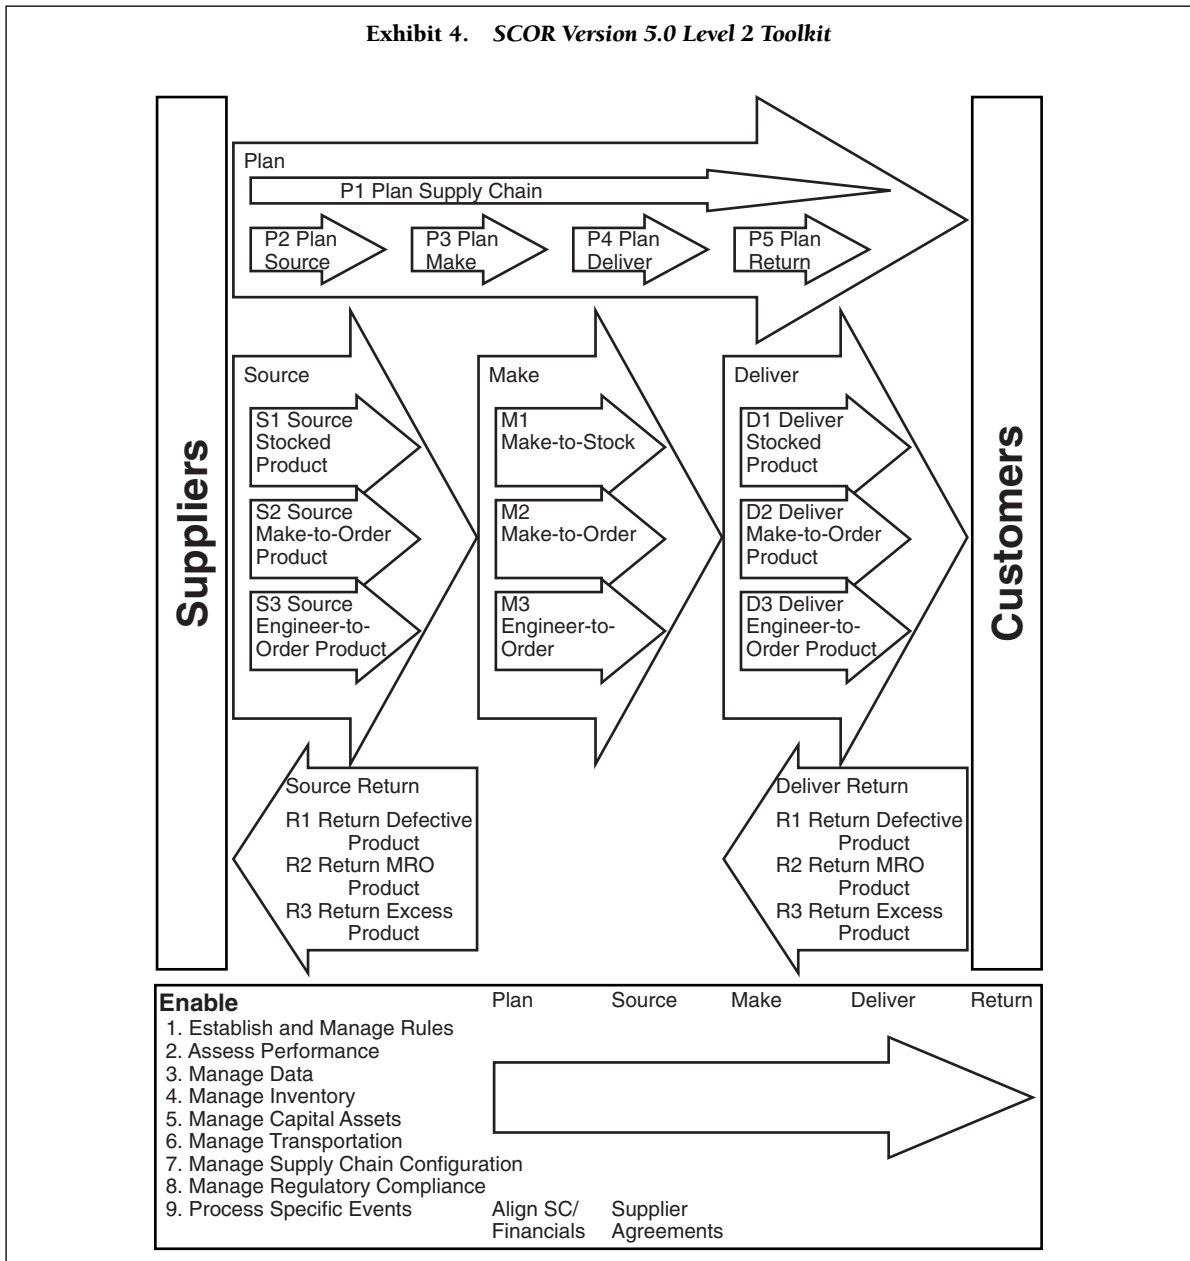 Exhibit 4. SCOR Version 5.0 Level 2 Toolkit
Suppliers
Plan
P1 Plan Supply Chain
P2 Plan
Source
P3 Plan
Make
P4 Plan
Deliver
P5 Plan
Return
Source
S1 Source
Stocked
Product
S2 Source
Make-to-Order
Product
S3 Source
Engineer-to-
Order Product
Make
M1
Make-to-Stock
M2
Make-to-Order
M3
Engineer-to-
Order
Deliver
D1 Deliver
Stocked
Product
D2 Deliver
Make-to-Order
Product
D3 Deliver
Engineer-to-
Order Product
Customers
Source Return
R1 Return Defective
Product
R2 Return MRO
Product
R3 Return Excess
Product
Deliver Return
R1 Return Defective
Product
R2 Return MRO
Product
R3 Return Excess
Product
Enable
Plan Source Make Deliver Return
1. Establish and Manage Rules
2. Assess Performance
3. Manage Data
4. Manage Inventory
5. Manage Capital Assets
6. Manage Transportation
7. Manage Supply Chain Configuration
8. Manage Regulatory Compliance
9. Process Specific Events
Align SC/
Financials
Supplier
Agreements